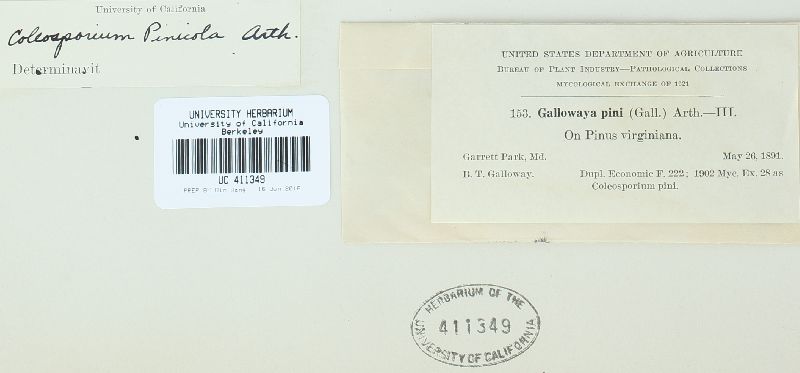 University of California
Coleosporium Pinicola Arth.
Determinavit
UNIVERSITY HERBARIUM
University of California
Berkeley
UC 411349
UNITED STATES DEPARTMENT OF AGRICULTURE
BUREAU OF PLANT INDUSTRY—PATHOLOGICAL COLLECTIONS
MYCOLOGICAL EXCHANGE OF 1921
153. Gallowaya pini (Gall.) Arth.—III.
On Pinus virginiana.
Garrett Park, Md. May 26, 1891.
B. T. Galloway. Dupl. Economic F. 222; 1902 Myc. Ex. 28 as
Coleosporium pini.
HERBARIUM OF THE
411349
UNIVERSITY OF CALIFORNIA